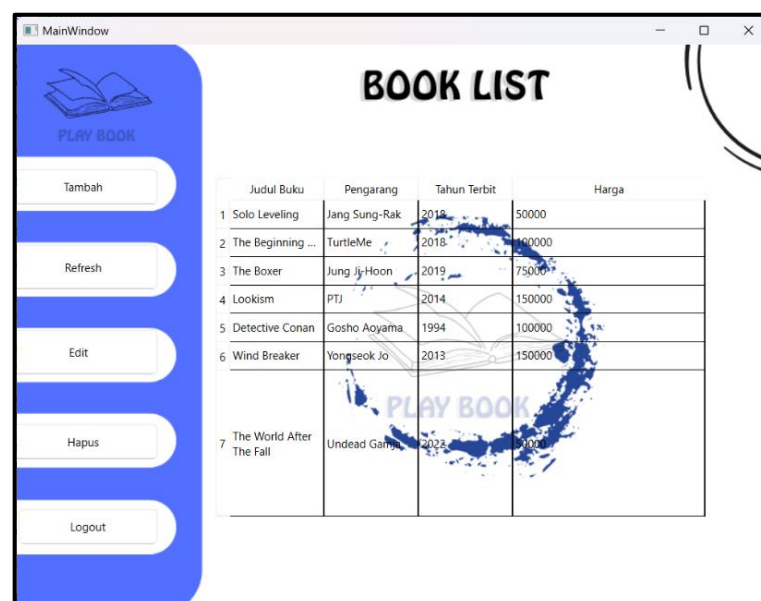 MainWindow
PLAY BOOK
BOOK LIST
Tambah
Refresh
Edit
Hapus
Logout
Judul Buku Pengarang Tahun Terbit Harga
1 Solo Leveling Jang Sung-Rak 2018 50000
2 The Beginning ... TurtleMe 2018 100000
3 The Boxer Jung Ji-Hoon 2019 75000
4 Lookism PTJ 2014 150000
5 Detective Conan Gosho Aoyama 1994 100000
6 Wind Breaker Yongseok Jo 2013 150000
PLAY BOOK
7 The World After The Fall Undead Gamja 2022 50000